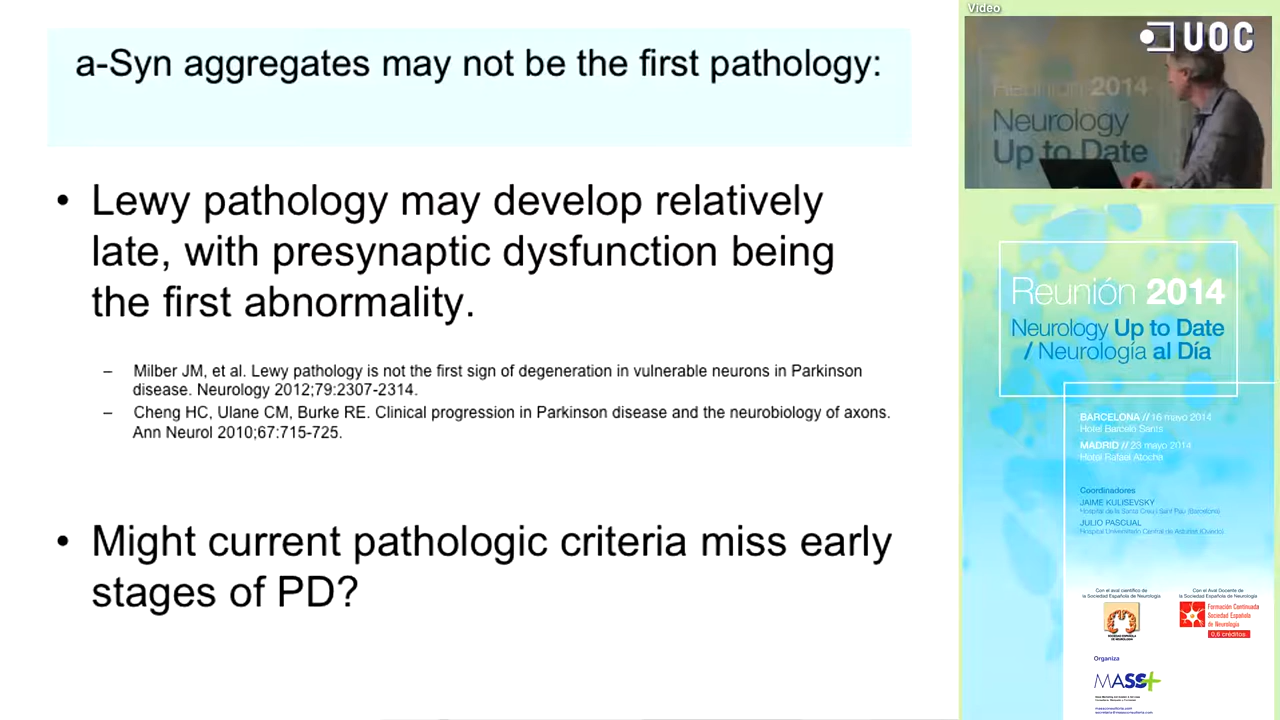 a-Syn aggregates may not be the first pathology:
• Lewy pathology may develop relatively
late, with presynaptic dysfunction being
the first abnormality.
– Milber JM, et al. Lewy pathology is not the first sign of degeneration in vulnerable neurons in Parkinson
disease. Neurology 2012;79:2307-2314.
– Cheng HC, Ulane CM, Burke RE. Clinical progression in Parkinson disease and the neurobiology of axons.
Ann Neurol 2010;67:715-725.
• Might current pathologic criteria miss early
stages of PD?
Video
UOC
Reunión 2014
Neurology
Up to Date
Reunión 2014
Neurology Up to Date
/ Neurología al Día
BARCELONA // 16 mayo 2014
Hotel Barceló Sants
MADRID // 23 mayo 2014
Hotel Rafael Atocha
Coordinadores
JAIME KULISEVSKY
Hospital de la Santa Creu i Sant Pau (Barcelona)
JULIO PASCUAL
Hospital Universitario Central de Asturias (Oviedo)
Con el aval científico de
la Sociedad Española de Neurología
Con el Aval Docente de
la Sociedad Española de Neurología
SOCIEDAD ESPAÑOLA
DE NEUROLOGÍA
Formación Continuada
Sociedad Española
de Neurología
0,6 créditos
Organiza
MASS+